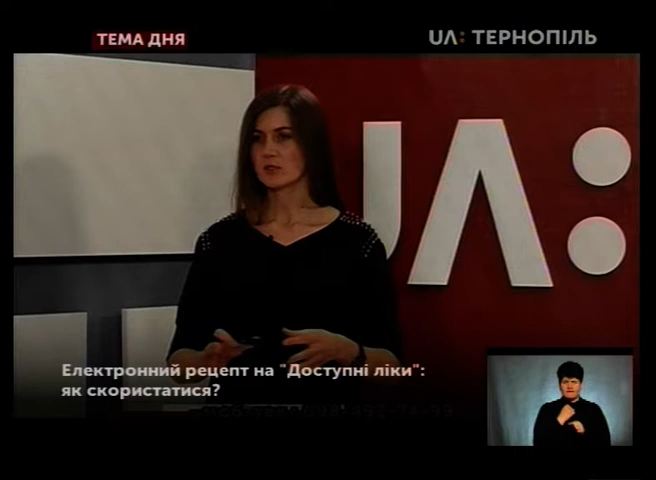 ТЕМА ДНЯ
UA: ТЕРНОПІЛЬ
UA:
Електронний рецепт на "Доступні ліки":
як скористатися?